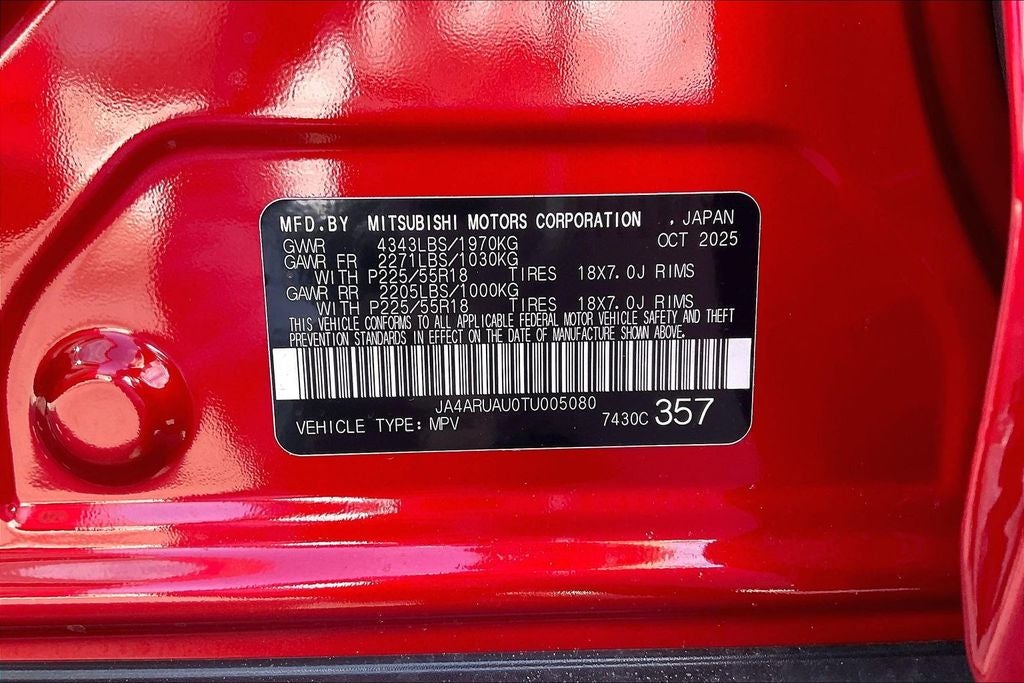 MFD.BY MITSUBISHI MOTORS CORPORATION , JAPAN
GVWR 4343LBS/1970KG OCT 2025
GAWR FR 2271LBS/1030KG
WITH P225/55R18 TIRES 18X7.0J RIMS
GAWR RR 2205LBS/1000KG
WITH P225/55R18 TIRES 18X7.0J RIMS
THIS VEHICLE CONFORMS TO ALL APPLICABLE FEDERAL MOTOR VEHICLE SAFETY AND THEFT
PREVENTION STANDARDS IN EFFECT ON THE DATE OF MANUFACTURE SHOWN ABOVE.
JA4ARUAU0TU005080
VEHICLE TYPE: MPV 7430C 357